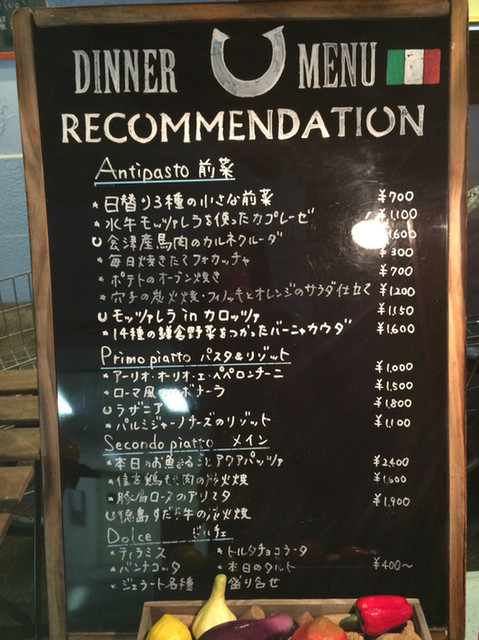 DINNER MENU
RECOMMENDATION
Antipasto 前菜
日替り3種の小さな前菜 ¥700
水牛モッツァレラを使ったカプレーゼ ¥1,100
会津産馬肉のカルネクルーダ 600
毎日焼きたてフォカッチャ ¥300
ポテトのオーブン焼き ¥700
穴子の炭火焼・フィノッキとオレンジのサラダ仕立て ¥1,200
モッツァレラ in カロッツァ ¥1,150
14種の鎌倉野菜をつかったバーニャカウダ ¥1,600
Primo piatto パスタ&リゾット
アーリオ・オーリオ・エ・ペペロンチーニ ¥1,000
ローマ風 ボナーラ ¥1,500
ラザニア ¥1,800
パルミジャーノチーズのリゾット ¥1,100
Secondo piatto メイン
本日のお魚まるごとアクアパッツァ ¥2,400
信玄鶏もも肉の炭火焼 ¥1,600
豚肩ロースのアリスタ ¥1,900
徳島すだち牛の炭火焼
Dolce ドルチェ
ティラミス トルタチョコラータ
パンナコッタ 本日のタルト ¥400～
ジェラート各種 盛り合せ